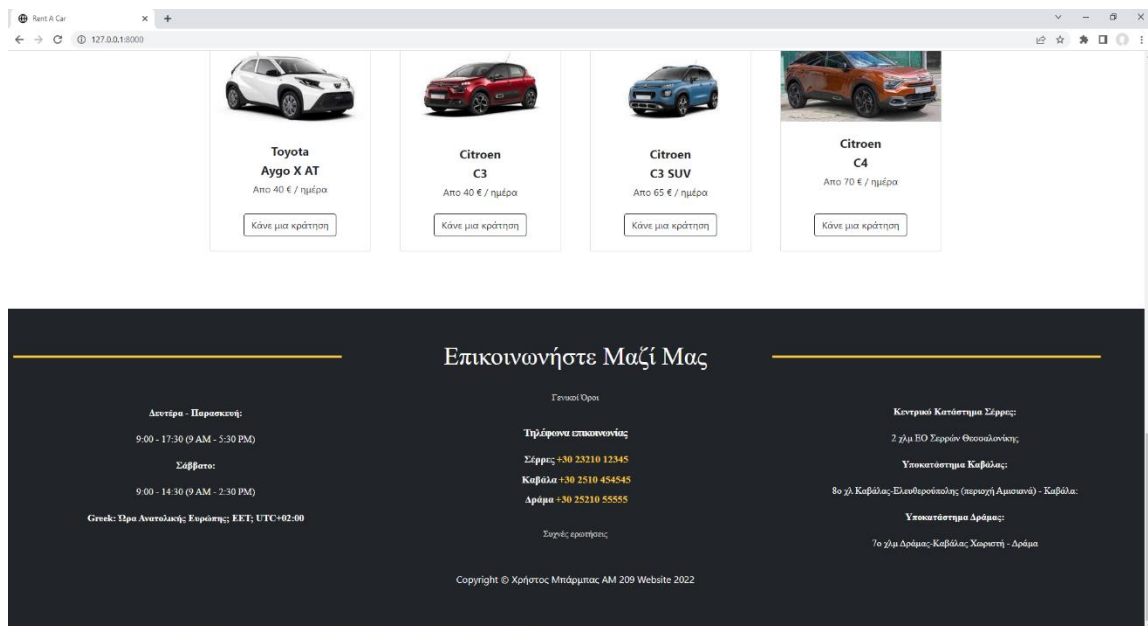 Rent A Car
127.0.0.1:8000
Toyota
Aygo X AT
Απο 40 € / ημέρα
Κάνε μια κράτηση
Citroen
C3
Απο 40 € / ημέρα
Κάνε μια κράτηση
Citroen
C3 SUV
Απο 65 € / ημέρα
Κάνε μια κράτηση
Citroen
C4
Απο 70 € / ημέρα
Κάνε μια κράτηση
Επικοινωνήστε Μαζί Μας
Δευτέρα - Παρασκευή:
9:00 - 17:30 (9 AM - 5:30 PM)
Σάββατο:
9:00 - 14:30 (9 AM - 2:30 PM)
Greek: Ώρα Ανατολικής Ευρώπης; EET; UTC+02:00
Γενικοί Όροι
Τηλέφωνα επικοινωνίας
Σέρρες +30 23210 12345
Καβάλα +30 2510 454545
Δράμα +30 25210 55555
Συχνές ερωτήσεις
Κεντρικό Κατάστημα Σέρρες:
2 χλμ ΕΟ Σερρών Θεσσαλονίκης
Υποκατάστημα Καβάλας:
8ο χλ Καβάλας-Ελευθερούπολης (περιοχή Αμισιανά) - Καβάλα:
Υποκατάστημα Δράμας:
7ο χλμ Δράμας-Καβάλας Χωριστή - Δράμα
Copyright © Χρήστος Μπάρμπας ΑΜ 209 Website 2022